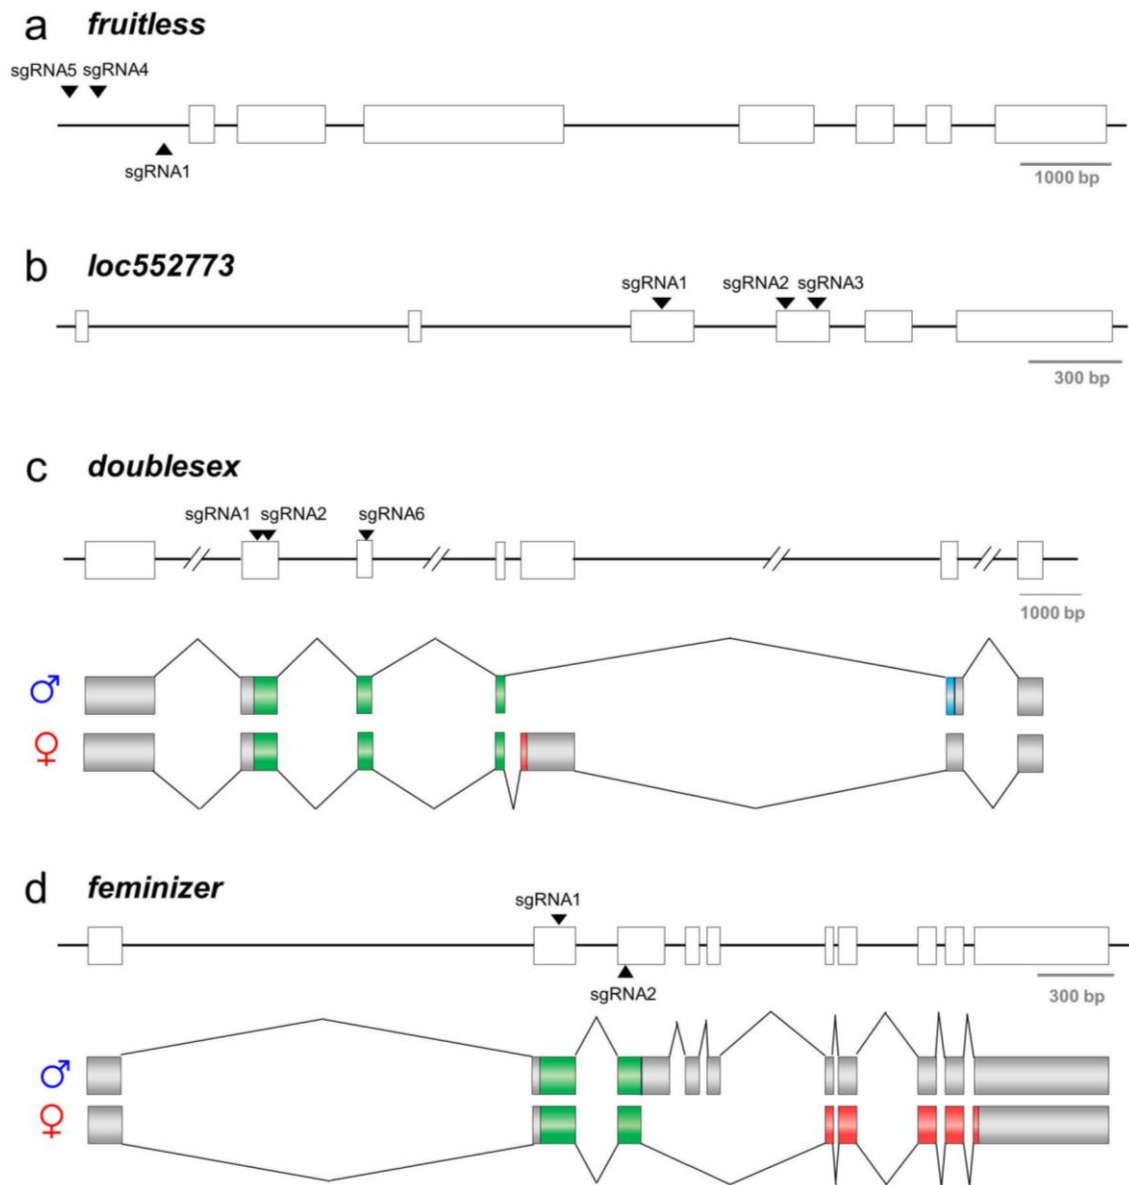 a fruitless
sgRNA5 sgRNA4
sgRNA1
1000 bp
b loc552773
sgRNA1 sgRNA2 sgRNA3
300 bp
c doublesex
sgRNA1 sgRNA2 sgRNA6
1000 bp
♂
♀
d feminizer
sgRNA1
sgRNA2
300 bp
♂
♀